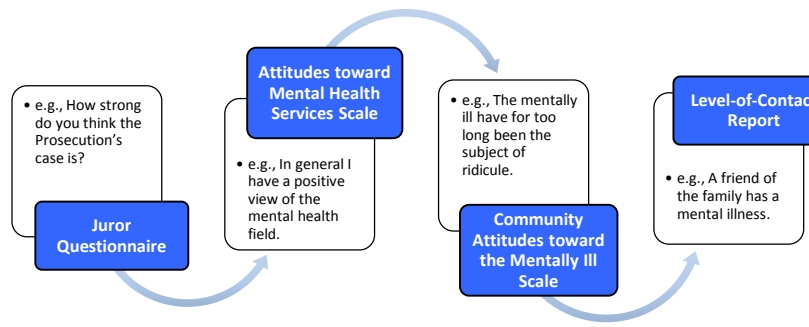 • e.g., How strong
do you think the
Prosecution's
case is?
Juror
Questionnaire
Attitudes toward
Mental Health
Services Scale
• e.g., In general I
have a positive
view of the
mental health
field.
• e.g., The mentally
ill have for too
long been the
subject of
ridicule.
Community
Attitudes toward
the Mentally Ill
Scale
Level-of-Contac
Report
• e.g., A friend of
the family has a
mental illness.